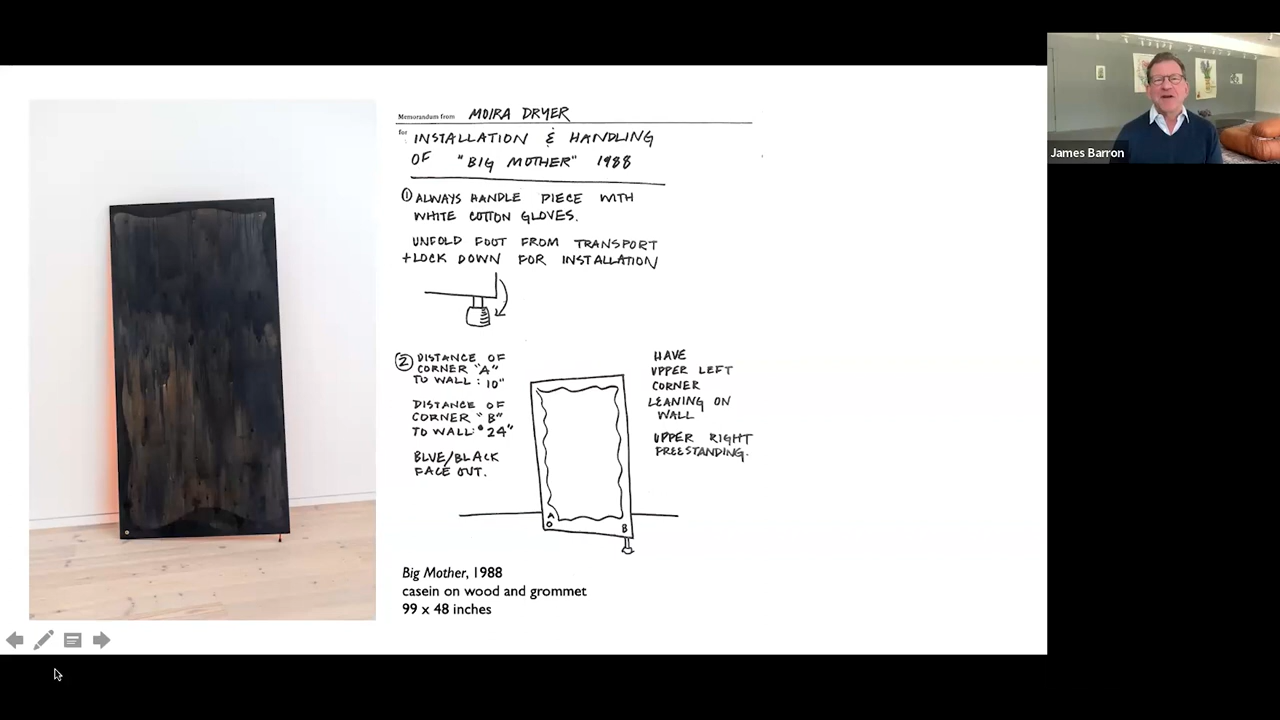 Memorandum from MOIRA DRYER
for INSTALLATION & HANDLING
OF "BIG MOTHER" 1988
① ALWAYS HANDLE PIECE WITH
WHITE COTTON GLOVES.
UNFOLD FOOT FROM TRANSPORT
+ LOCK DOWN FOR INSTALLATION
② DISTANCE OF
CORNER "A"
TO WALL: 10"
DISTANCE OF
CORNER "B"
TO WALL: 24"
BLUE/BLACK
FACE OUT.
A
B
HAVE
UPPER LEFT
CORNER
LEANING ON
WALL
UPPER RIGHT
FREESTANDING.
Big Mother, 1988
casein on wood and grommet
99 x 48 inches
James Barron